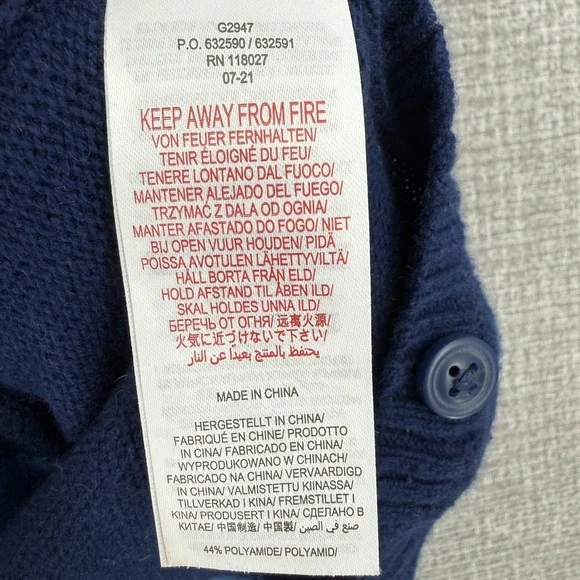 G2947
P.O. 632590 / 632591
RN 118027
07-21
KEEP AWAY FROM FIRE
VON FEUER FERNHALTEN/
TENIR ÉLOIGNÉ DU FEU/
TENERE LONTANO DAL FUOCO/
MANTENER ALEJADO DEL FUEGO/
TRZYMAĆ Z DALA OD OGNIA/
MANTER AFASTADO DO FOGO/ NIET
BIJ OPEN VUUR HOUDEN/ PIDÄ
POISSA AVOTULEN LÄHETTYVILTÄ/
HÅLL BORTA FRÅN ELD/
HOLD AFSTAND TIL ÅBEN ILD/
SKAL HOLDES UNNA ILD/
БЕРЕЧЬ ОТ ОГНЯ/ 远离火源/
火気に近づけないで下さい/
يحتفظ بالمنتج بعيدا عن النار/
MADE IN CHINA
HERGESTELLT IN CHINA/
FABRIQUÉ EN CHINE/ PRODOTTO
IN CINA/ FABRICADO EN CHINA/
WYPRODUKOWANO W CHINACH/
FABRICADO NA CHINA/ VERVAARDIGD
IN CHINA/ VALMISTETTU KIINASSA/
TILLVERKAD I KINA/ FREMSTILLET I
KINA/ PRODUSERT I KINA/ СДЕЛАНО В
КИТАЕ/ 中国制造/ 中国製/ صنع في الصين/
44% POLYAMIDE/ POLYAMID/